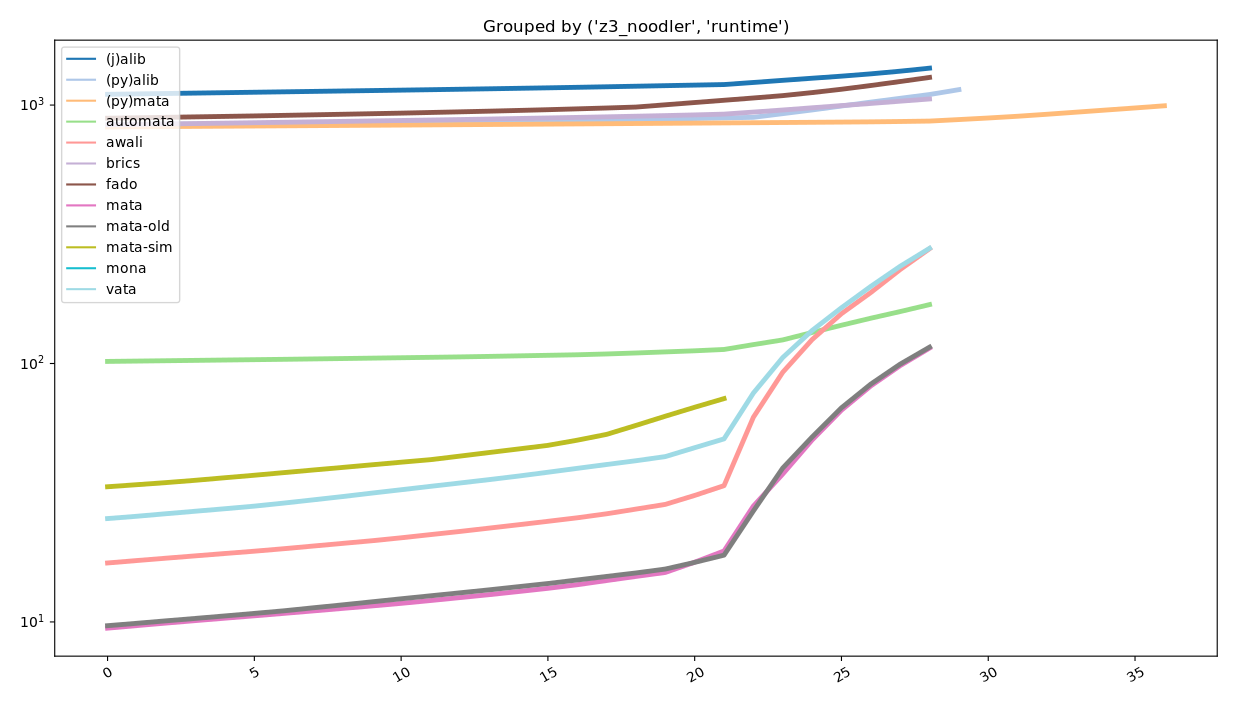 Grouped by ('z3_noodler', 'runtime')
(j)alib
(py)alib
(py)mata
automata
awali
brics
fado
mata
mata-old
mata-sim
mona
vata
10³
10²
10¹
0 5 10 15 20 25 30 35